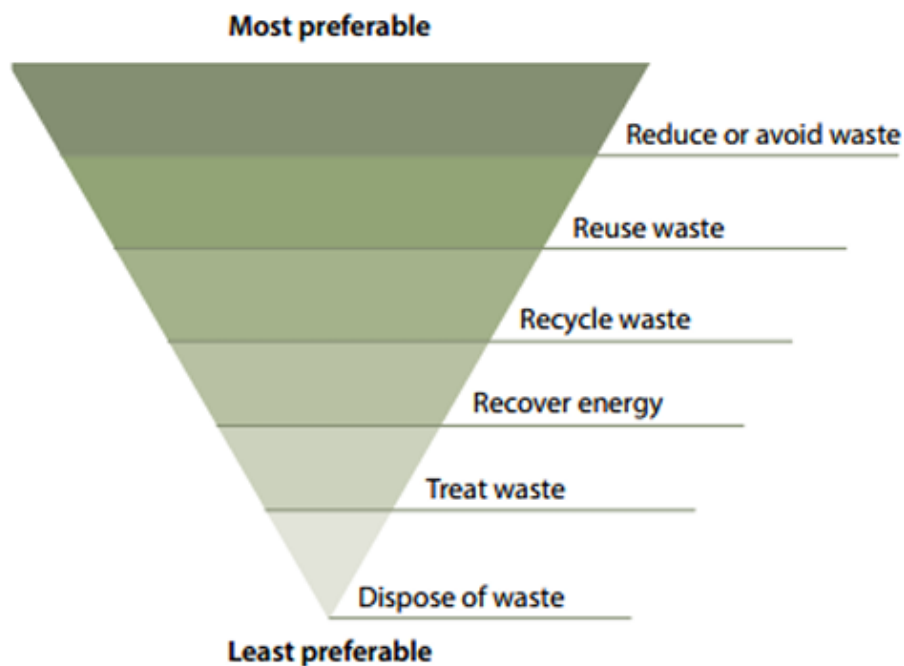 Most preferable
Reduce or avoid waste
Reuse waste
Recycle waste
Recover energy
Treat waste
Dispose of waste
Least preferable